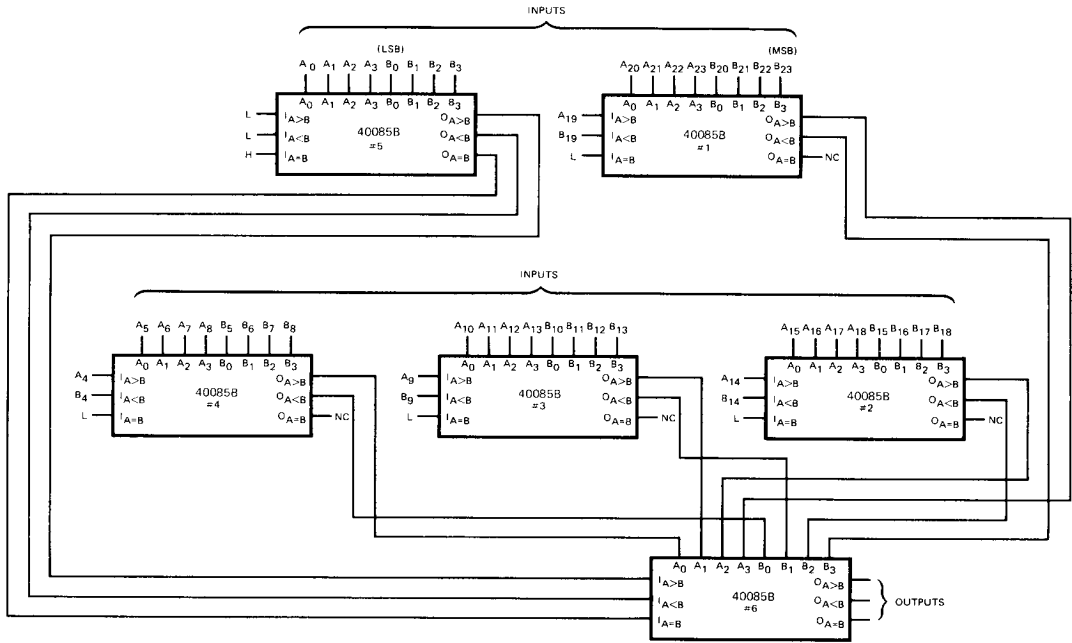 INPUTS
(LSB) (MSB)
A0 A1 A2 A3 B0 B1 B2 B3 A20 A21 A22 A23 B20 B21 B22 B23
A0 A1 A2 A3 B0 B1 B2 B3 A0 A1 A2 A3 B0 B1 B2 B3
L IA>B 40085B OA>B A19 IA>B 40085B OA>B
L IA<B #5 OA<B B19 IA<B #1 OA<B
H IA=B OA=B L IA=B OA=B NC
INPUTS
A5 A6 A7 A8 B5 B6 B7 B8 A10 A11 A12 A13 B10 B11 B12 B13 A15 A16 A17 A18 B15 B16 B17 B18
A0 A1 A2 A3 B0 B1 B2 B3 A0 A1 A2 A3 B0 B1 B2 B3 A0 A1 A2 A3 B0 B1 B2 B3
A4 IA>B 40085B OA>B A9 IA>B 40085B OA>B A14 IA>B 40085B OA>B
B4 IA<B #4 OA<B B9 IA<B #3 OA<B B14 IA<B #2 OA<B
L IA=B OA=B NC L IA=B OA=B NC L IA=B OA=B NC
A0 A1 A2 A3 B0 B1 B2 B3
IA>B 40085B OA>B
IA<B #6 OA<B OUTPUTS
IA=B OA=B